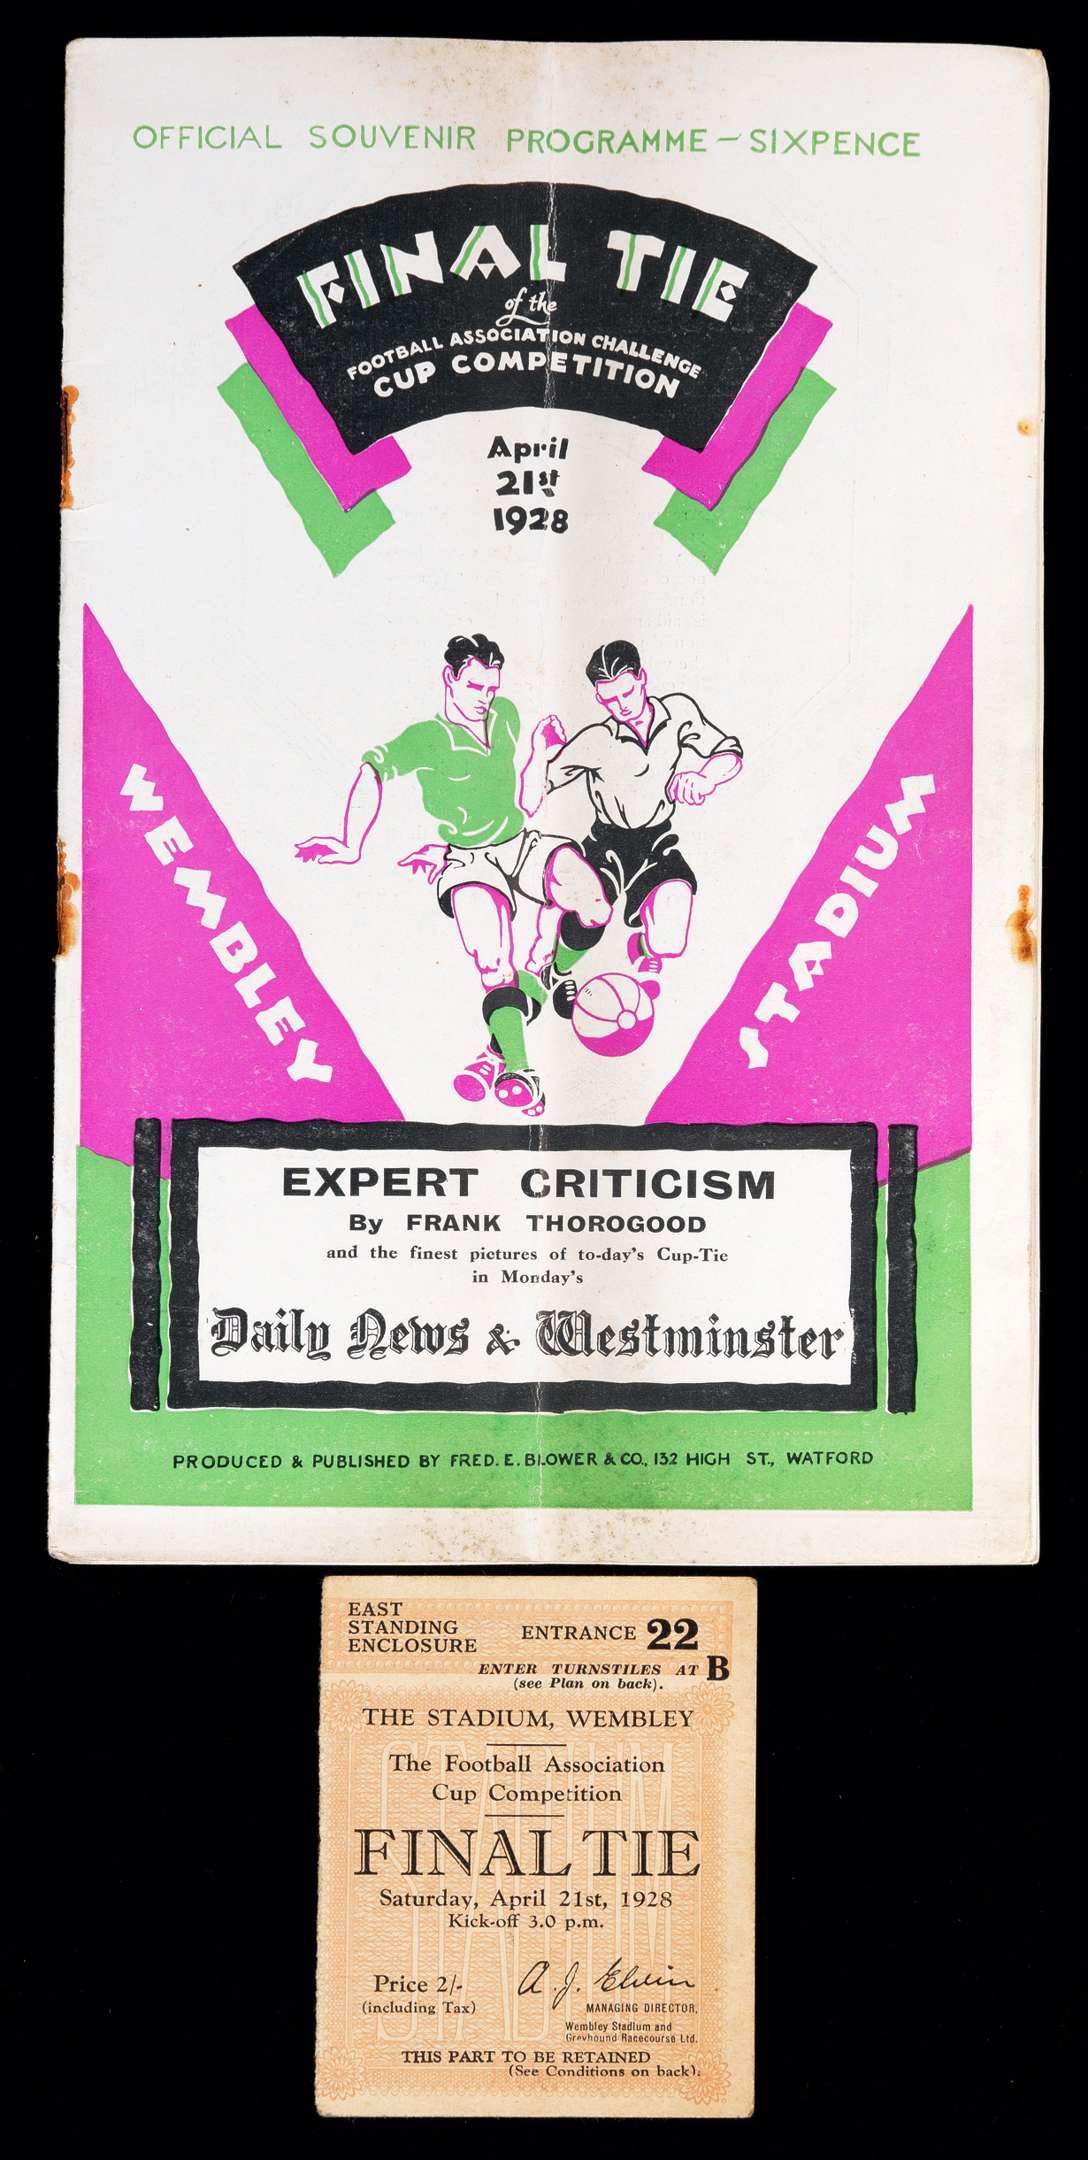 OFFICIAL SOUVENIR PROGRAMME - SIXPENCE
FINAL TIE
of the
FOOTBALL ASSOCIATION CHALLENGE
CUP COMPETITION
April
21st
1928
WEMBLEY
STADIUM
EXPERT CRITICISM
By FRANK THOROGOOD
and the finest pictures of to-day's Cup-Tie
in Monday's
Daily News & Westminster
PRODUCED & PUBLISHED BY FRED. E. BLOWER & CO., 132 HIGH ST., WATFORD
EAST
STANDING
ENCLOSURE
ENTRANCE 22
ENTER TURNSTILES AT B
(see Plan on back).
THE STADIUM, WEMBLEY
The Football Association
Cup Competition
FINAL TIE
Saturday, April 21st, 1928
Kick-off 3.0 p.m.
Price 2/-
(including Tax)
A. J. Elvin
MANAGING DIRECTOR,
Wembley Stadium and
Greyhound Racecourse Ltd.
THIS PART TO BE RETAINED
(See Conditions on back).
STADIUM
STADIUM